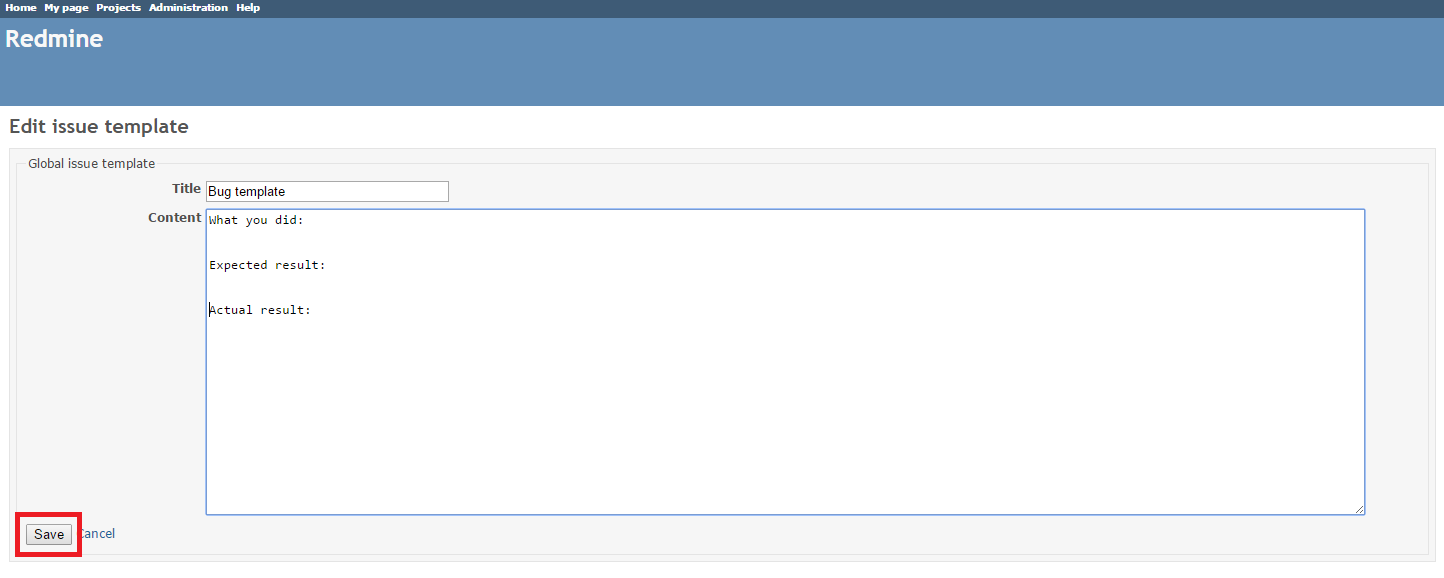 Home My page Projects Administration Help
Redmine
Edit issue template
Global issue template
Title Bug template
Content What you did:
Expected result:
Actual result:
Save Cancel